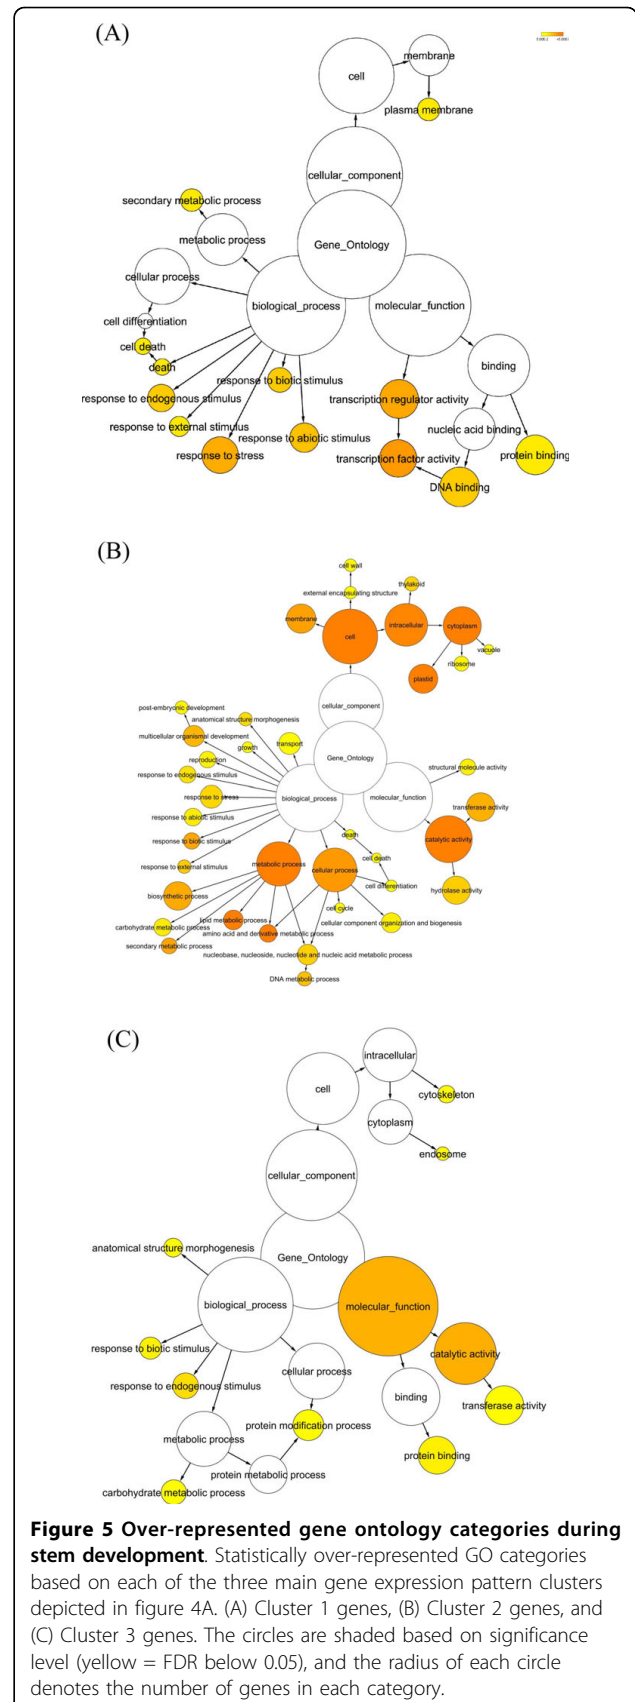 (A)
membrane
cell
plasma membrane
cellular_component
secondary metabolic process
metabolic process
Gene_Ontology
cellular process
biological_process
molecular_function
cell differentiation
cell death
binding
death
response to biotic stimulus
response to endogenous stimulus
transcription regulator activity
response to external stimulus
nucleic acid binding
response to abiotic stimulus
response to stress
transcription factor activity
protein binding
DNA binding
(B)
cell wall
thylakoid
external encapsulating structure
membrane
intracellular
cytoplasm
cell
vacuole
ribosome
plastid
cellular_component
post-embryonic development
anatomical structure morphogenesis
multicellular organismal development
growth
transport
Gene_Ontology
reproduction
structural molecule activity
response to endogenous stimulus
response to stress
biological_process
molecular_function
transferase activity
response to abiotic stimulus
death
response to biotic stimulus
catalytic activity
metabolic process
cellular process
cell death
response to external stimulus
cell differentiation
hydrolase activity
biosynthetic process
cell cycle
lipid metabolic process
cellular component organization and biogenesis
carbohydrate metabolic process
amino acid and derivative metabolic process
secondary metabolic process
nucleobase, nucleoside, nucleotide and nucleic acid metabolic process
DNA metabolic process
(C)
intracellular
cell
cytoskeleton
cytoplasm
endosome
cellular_component
anatomical structure morphogenesis
Gene_Ontology
biological_process
molecular_function
response to biotic stimulus
catalytic activity
cellular process
response to endogenous stimulus
binding
transferase activity
protein modification process
metabolic process
protein binding
protein metabolic process
carbohydrate metabolic process
Figure 5 Over-represented gene ontology categories during
stem development. Statistically over-represented GO categories
based on each of the three main gene expression pattern clusters
depicted in figure 4A. (A) Cluster 1 genes, (B) Cluster 2 genes, and
(C) Cluster 3 genes. The circles are shaded based on significance
level (yellow = FDR below 0.05), and the radius of each circle
denotes the number of genes in each category.